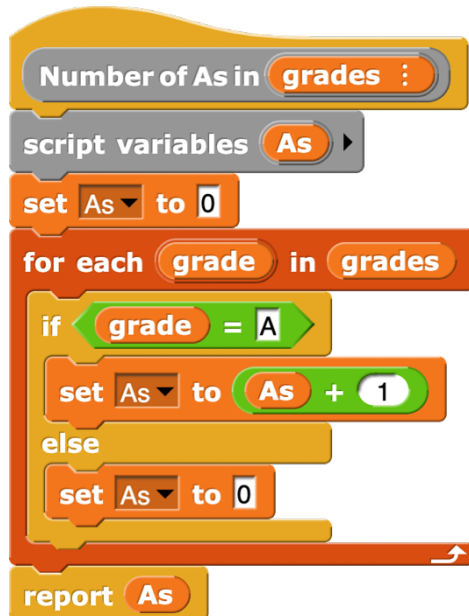 Number of As in grades ⋮
script variables As
set As to 0
for each grade in grades
if grade = A
set As to As + 1
else
set As to 0
report As